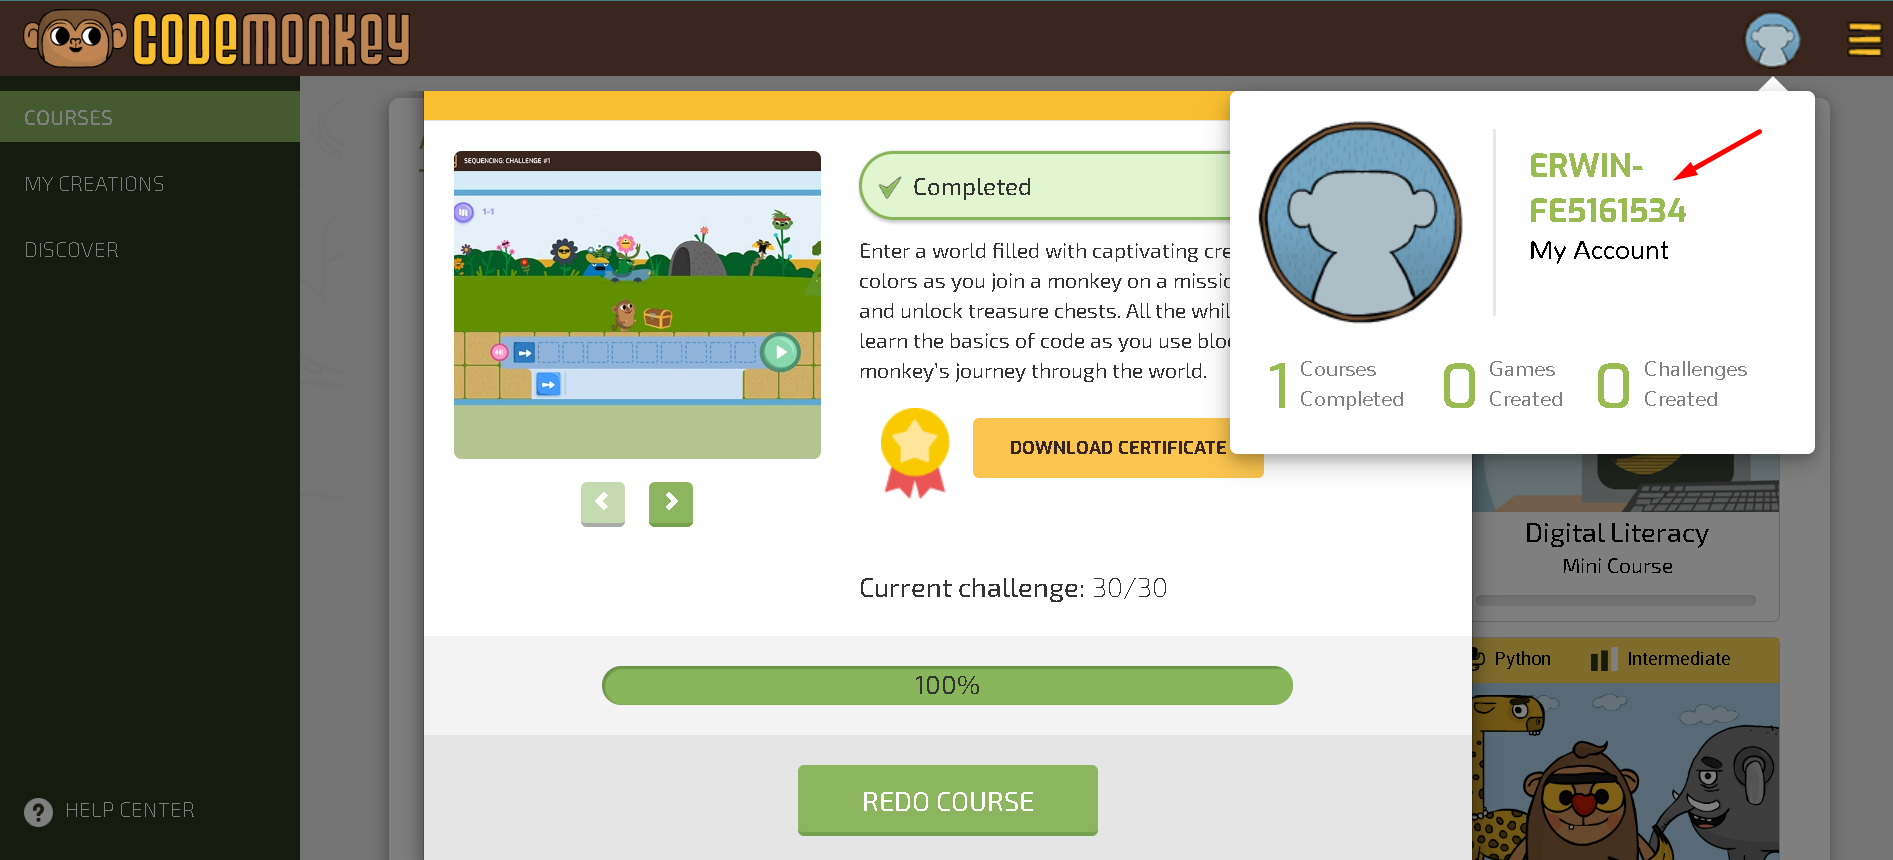 CODEMONKEY
COURSES
MY CREATIONS
DISCOVER
HELP CENTER
SEQUENCING: CHALLENGE #1
1-1
Completed
Enter a world filled with captivating cre
colors as you join a monkey on a missio
and unlock treasure chests. All the whil
learn the basics of code as you use bloc
monkey's journey through the world.
DOWNLOAD CERTIFICATE
Current challenge: 30/30
100%
REDO COURSE
ERWIN-
FE5161534
My Account
1 Courses Completed
0 Games Created
0 Challenges Created
Digital Literacy
Mini Course
Python
Intermediate